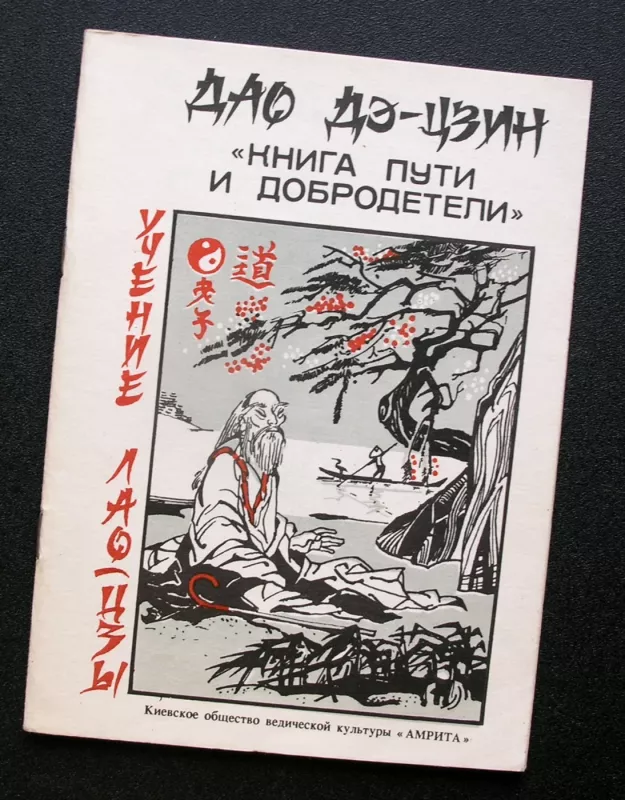 ДАО ДЭ-ЦЗИН
«КНИГА ПУТИ
И ДОБРОДЕТЕЛИ»
УЧЕНИЕ ЛАО-ЦЗЫ
道
老子
Киевское общество ведической культуры «АМРИТА»